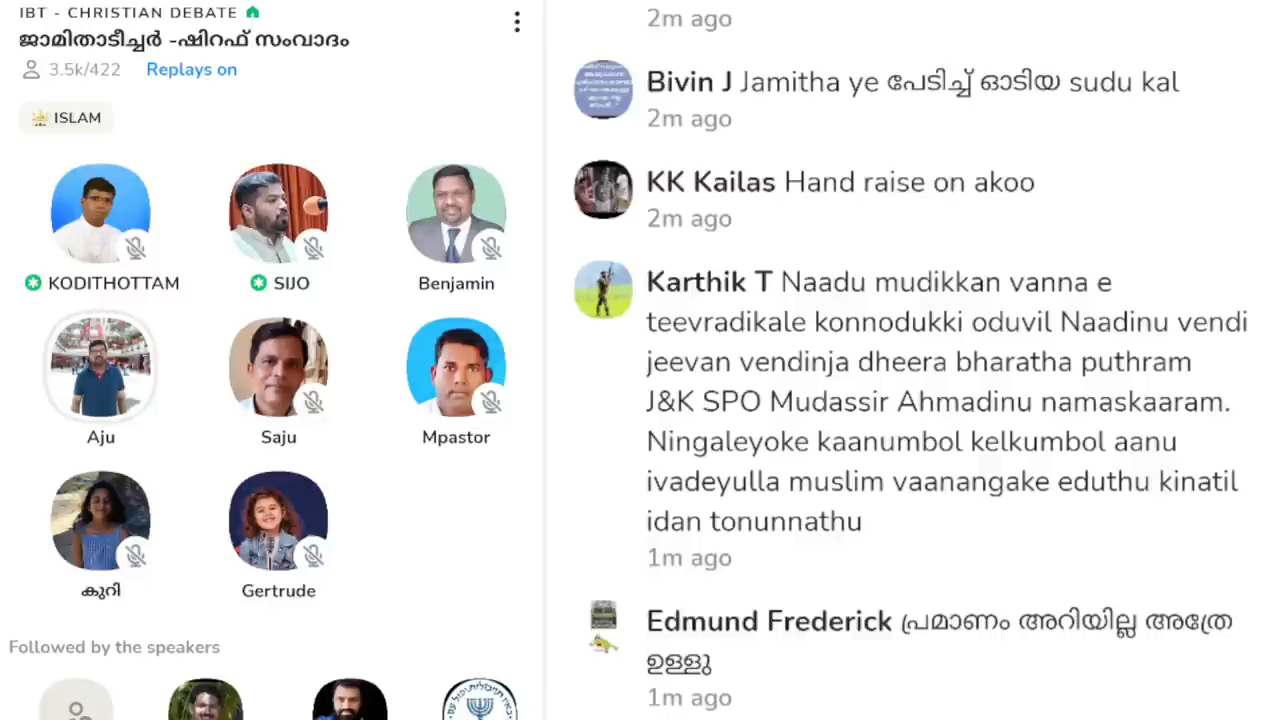 IBT - CHRISTIAN DEBATE
ജാമിതാടീച്ചർ -ഷിറഫ് സംവാദം
3.5k/422 Replays on
ISLAM
KODITHOTTAM
SIJO
Benjamin
Aju
Saju
Mpastor
കുറി
Gertrude
Followed by the speakers
2m ago
Bivin J Jamitha ye പേടിച്ച് ഓടിയ sudu kal
2m ago
KK Kailas Hand raise on akoo
2m ago
Karthik T Naadu mudikkan vanna e
teevradikale konnodukki oduvil Naadinu vendi
jeevan vendinja dheera bharatha puthram
J&K SPO Mudassir Ahmadinu namaskaaram.
Ningaleyoke kaanumbol kelkumbol aanu
ivadeyulla muslim vaanangake eduthu kinatil
idan tonunnathu
1m ago
Edmund Frederick പ്രമാണം അറിയില്ല അത്രേ
ഉള്ളു
1m ago